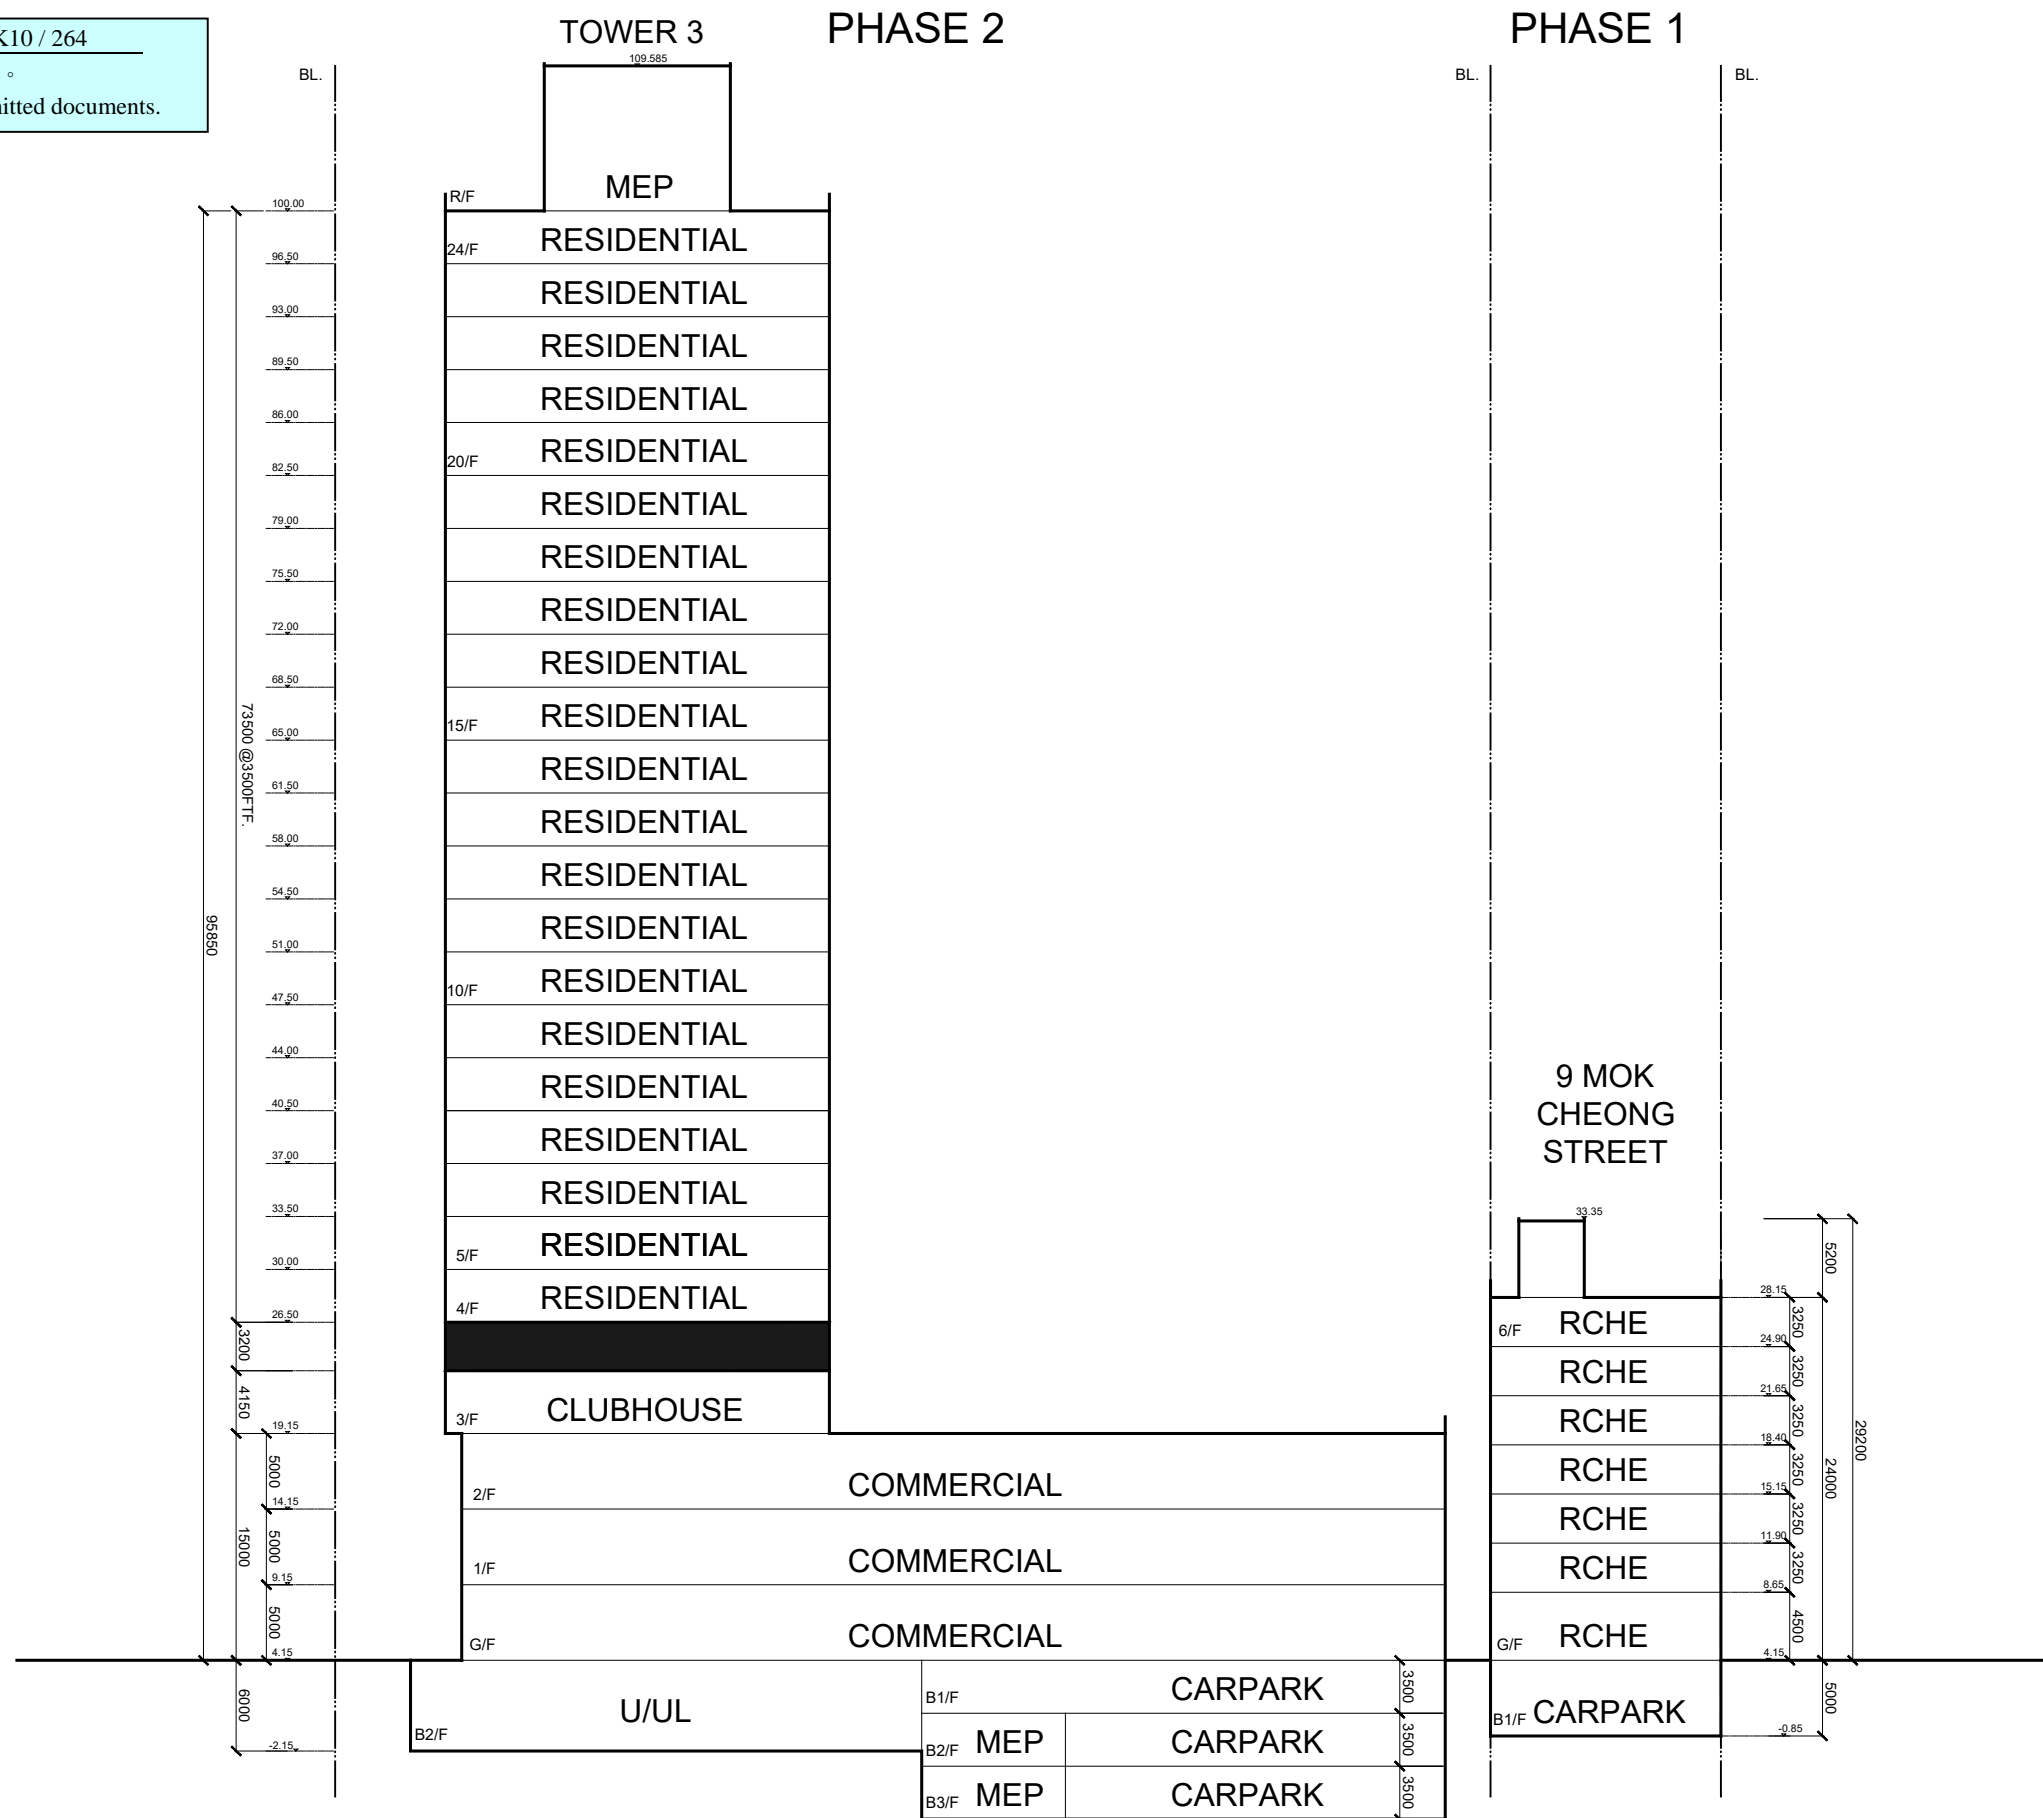 K10 / 264
。
itted documents.
TOWER 3
PHASE 2
PHASE 1
109.585
BL.
BL.
BL.
MEP
R/F
100.00
RESIDENTIAL
24/F
96.50
RESIDENTIAL
93.00
RESIDENTIAL
89.50
RESIDENTIAL
86.00
RESIDENTIAL
20/F
82.50
RESIDENTIAL
79.00
RESIDENTIAL
75.50
RESIDENTIAL
72.00
RESIDENTIAL
68.50
RESIDENTIAL
15/F
65.00
RESIDENTIAL
61.50
RESIDENTIAL
58.00
RESIDENTIAL
54.50
RESIDENTIAL
51.00
RESIDENTIAL
10/F
47.50
RESIDENTIAL
44.00
RESIDENTIAL
40.50
RESIDENTIAL
37.00
RESIDENTIAL
33.50
RESIDENTIAL
5/F
30.00
RESIDENTIAL
4/F
26.50
73500 @3500FTF.
95850
3200
4150
CLUBHOUSE
3/F
19.15
5000
COMMERCIAL
2/F
14.15
15000
5000
COMMERCIAL
1/F
9.15
5000
COMMERCIAL
G/F
4.15
6000
U/UL
B2/F
-2.15
B1/F
CARPARK
3500
B2/F
MEP
CARPARK
3500
B3/F
MEP
CARPARK
3500
9 MOK
CHEONG
STREET
33.35
5200
28.15
6/F
RCHE
3250
24.90
RCHE
3250
21.65
RCHE
3250
18.40
RCHE
3250
15.15
RCHE
3250
11.90
RCHE
3250
8.65
G/F
RCHE
4500
4.15
29200
24000
B1/F
CARPARK
5000
-0.85